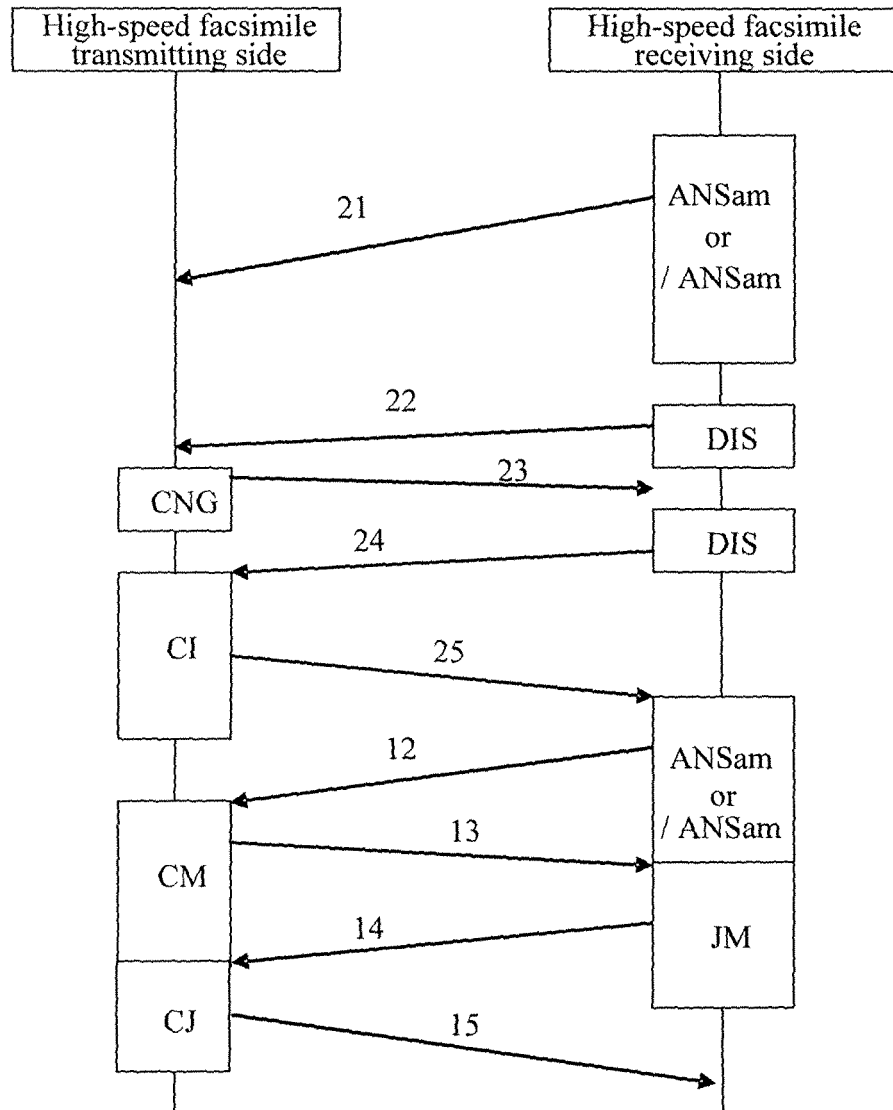 High-speed facsimile
transmitting side
High-speed facsimile
receiving side
21
ANSam
or
/ ANSam
22
DIS
CNG
23
24
DIS
CI
25
12
ANSam
or
/ ANSam
CM
13
14
JM
CJ
15